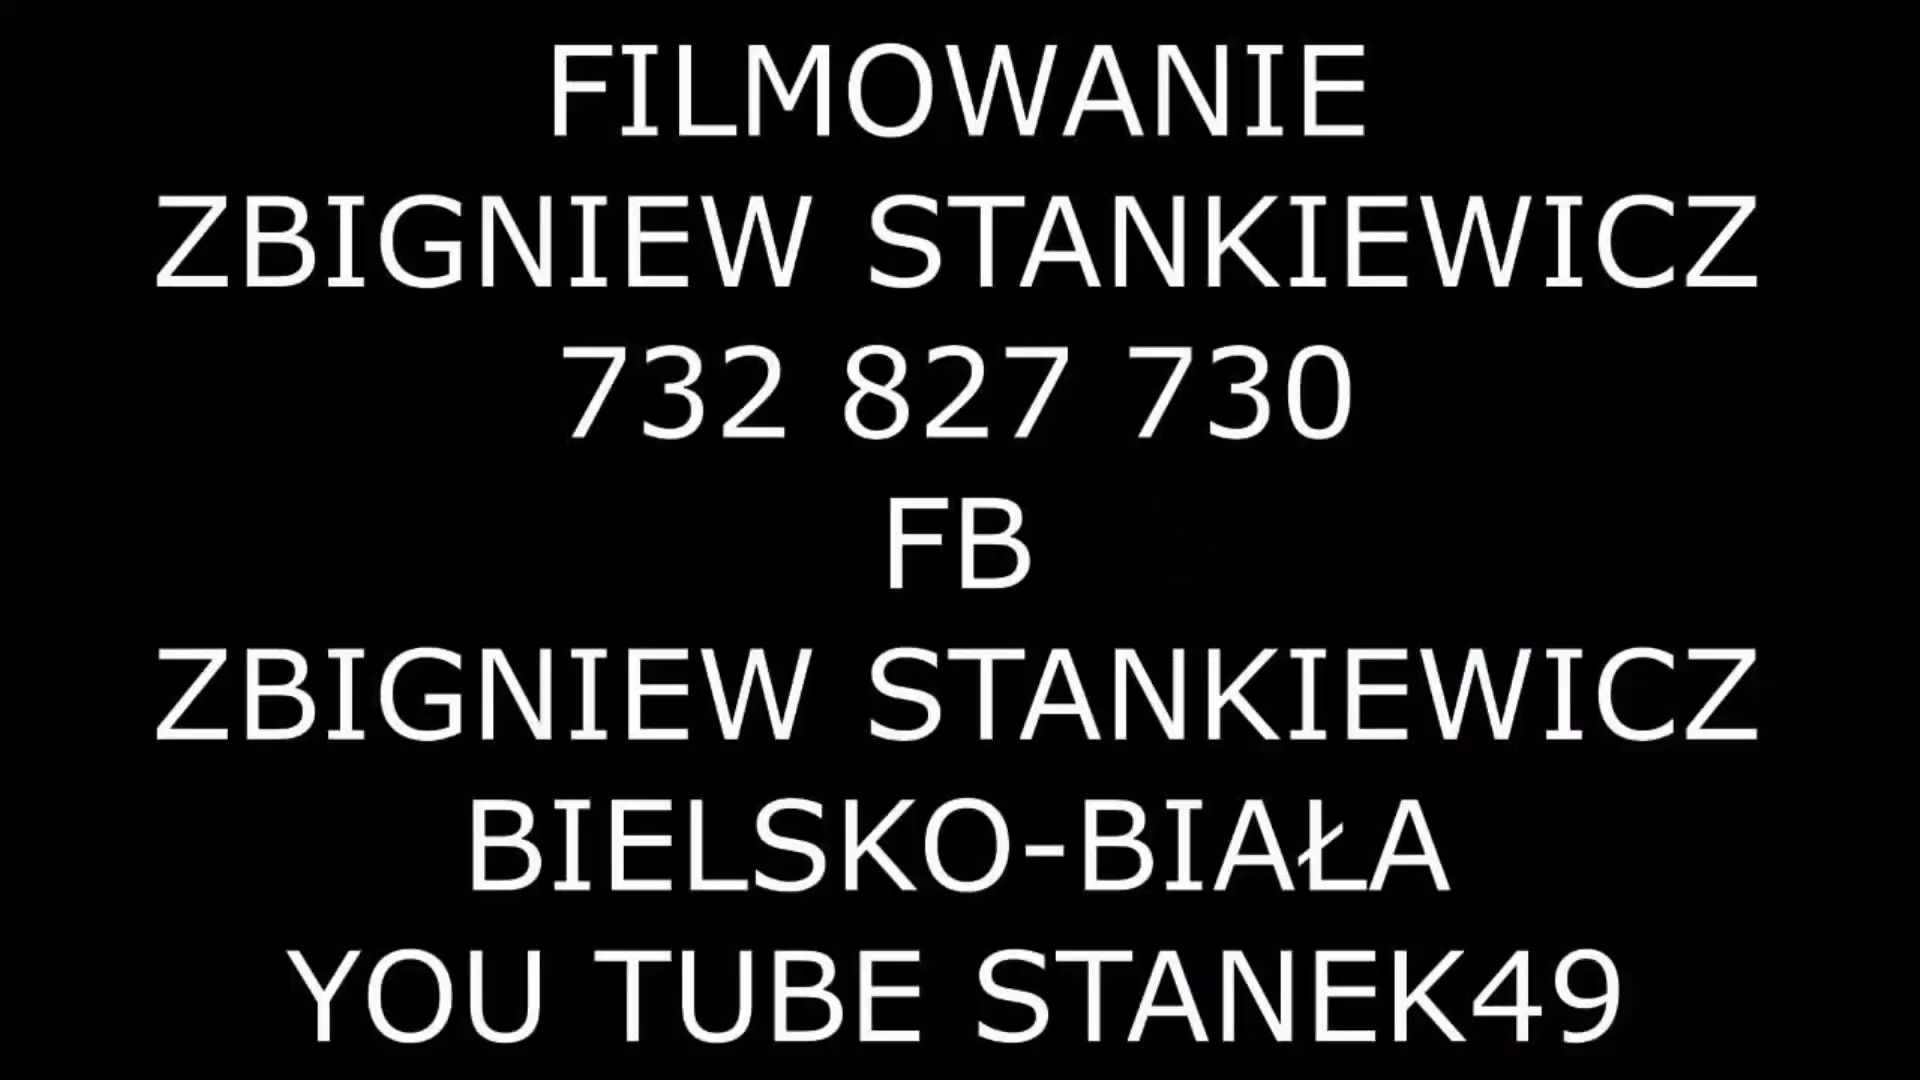 FILMOWANIE
ZBIGNIEW STANKIEWICZ
732 827 730
FB
ZBIGNIEW STANKIEWICZ
BIELSKO-BIAŁA
YOU TUBE STANEK49